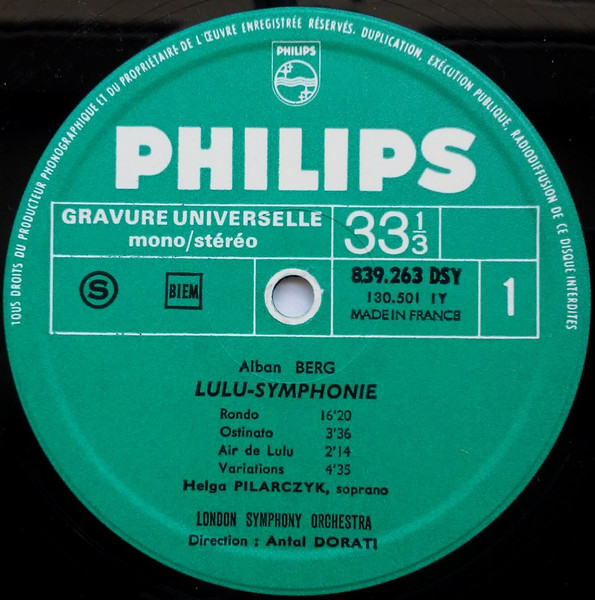 TOUS DROITS DU PRODUCTEUR PHONOGRAPHIQUE ET DU PROPRIÉTAIRE DE L'ŒUVRE ENREGISTRÉE RÉSERVÉS. DUPLICATION, EXÉCUTION PUBLIQUE, RADIODIFFUSION DE CE DISQUE INTERDITES
PHILIPS
PHILIPS
GRAVURE UNIVERSELLE
mono/stéréo
33 1/3
S
BIEM
839.263 DSY
130.501 1Y
MADE IN FRANCE
1
Alban BERG
LULU-SYMPHONIE
Rondo 16'20
Ostinato 3'36
Air de Lulu 2'14
Variations 4'35
Helga PILARCZYK, soprano
LONDON SYMPHONY ORCHESTRA
Direction : Antal DORATI